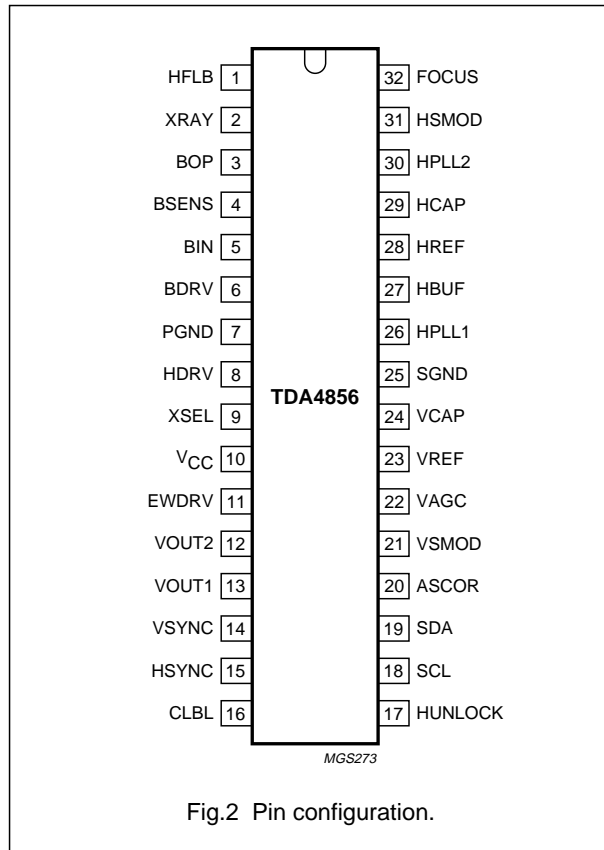 HFLB 1 32 FOCUS
XRAY 2 31 HSMOD
BOP 3 30 HPLL2
BSENS 4 29 HCAP
BIN 5 28 HREF
BDRV 6 27 HBUF
PGND 7 26 HPLL1
HDRV 8 25 SGND
TDA4856
XSEL 9 24 VCAP
VCC 10 23 VREF
EWDRV 11 22 VAGC
VOUT2 12 21 VSMOD
VOUT1 13 20 ASCOR
VSYNC 14 19 SDA
HSYNC 15 18 SCL
CLBL 16 17 HUNLOCK
MGS273
Fig.2 Pin configuration.